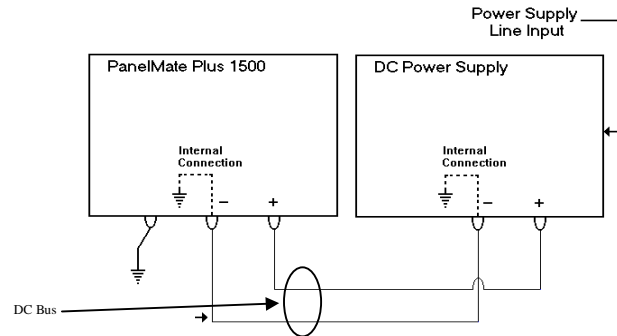 Power Supply
Line Input
PanelMate Plus 1500
DC Power Supply
Internal
Connection
Internal
Connection
− +
− +
DC Bus